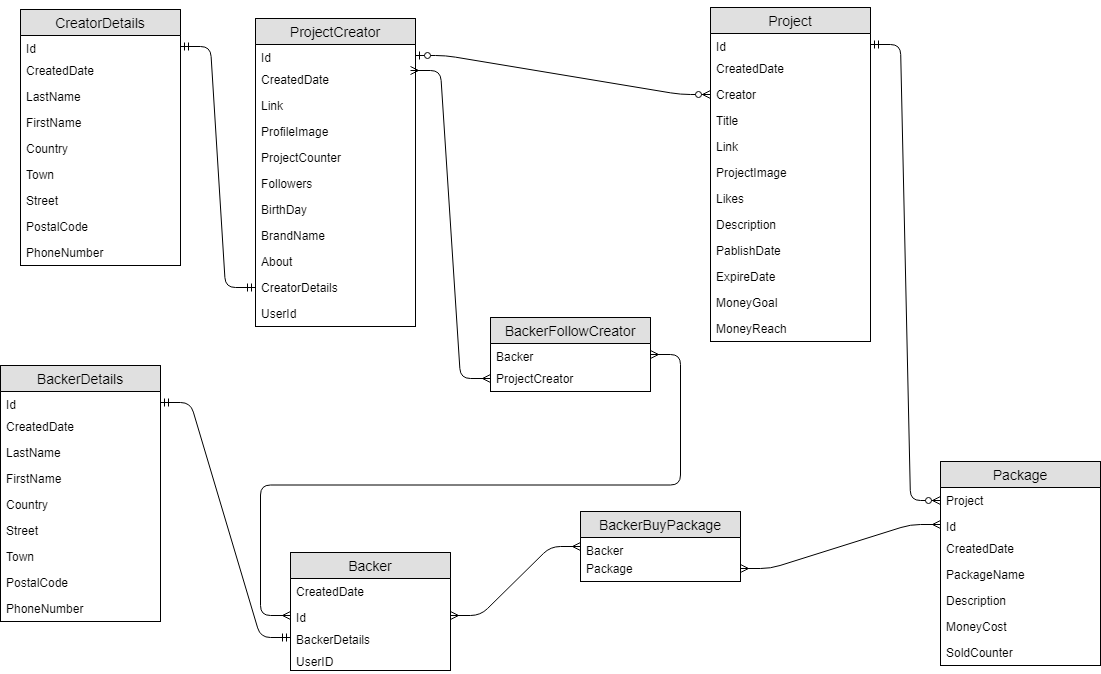 CreatorDetails
Id
CreatedDate
LastName
FirstName
Country
Town
Street
PostalCode
PhoneNumber
ProjectCreator
Id
CreatedDate
Link
ProfileImage
ProjectCounter
Followers
BirthDay
BrandName
About
CreatorDetails
UserId
Project
Id
CreatedDate
Creator
Title
Link
ProjectImage
Likes
Description
PablishDate
ExpireDate
MoneyGoal
MoneyReach
BackerFollowCreator
Backer
ProjectCreator
BackerDetails
Id
CreatedDate
LastName
FirstName
Country
Street
Town
PostalCode
PhoneNumber
Backer
CreatedDate
Id
BackerDetails
UserID
BackerBuyPackage
Backer
Package
Package
Project
Id
CreatedDate
PackageName
Description
MoneyCost
SoldCounter